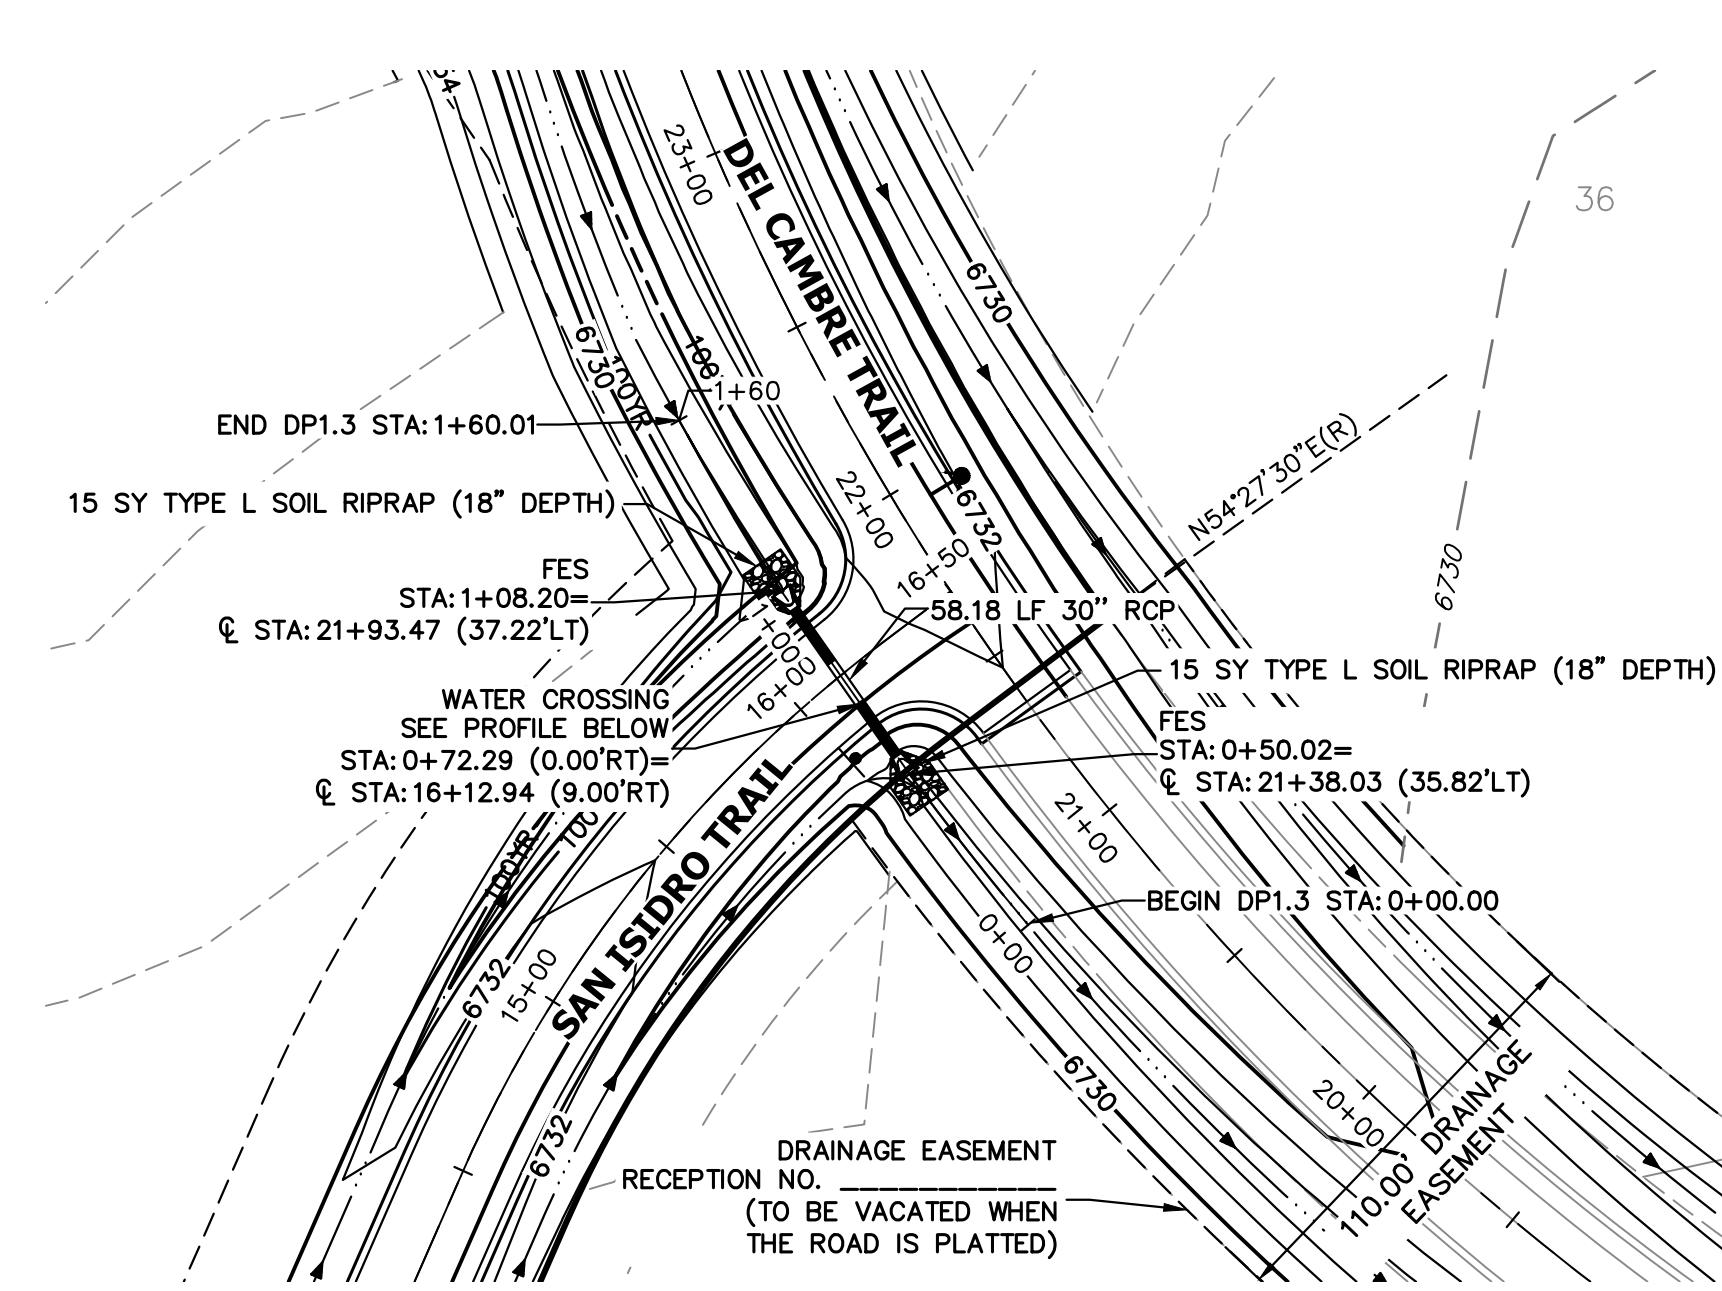 54
23+00
DEL CAMBRE TRAIL
36
6730
6730
100YR
100
1+60
END DP1.3 STA:1+60.01
N54°27'30"E(R)
15 SY TYPE L SOIL RIPRAP (18" DEPTH)
22+00
6732
16+50
6730
FES
STA:1+08.20=
℄ STA:21+93.47 (37.22'LT)
58.18 LF 30" RCP
1+00
16+00
15 SY TYPE L SOIL RIPRAP (18" DEPTH)
WATER CROSSING
SEE PROFILE BELOW
STA:0+72.29 (0.00'RT)=
℄ STA:16+12.94 (9.00'RT)
FES
STA:0+50.02=
℄ STA:21+38.03 (35.82'LT)
100
100YR
SAN ISIDRO TRAIL
21+00
BEGIN DP1.3 STA:0+00.00
0+00
6732
15+00
6730
6732
20+00
110.00' DRAINAGE
EASEMENT
DRAINAGE EASEMENT
RECEPTION NO. ___________
(TO BE VACATED WHEN
THE ROAD IS PLATTED)